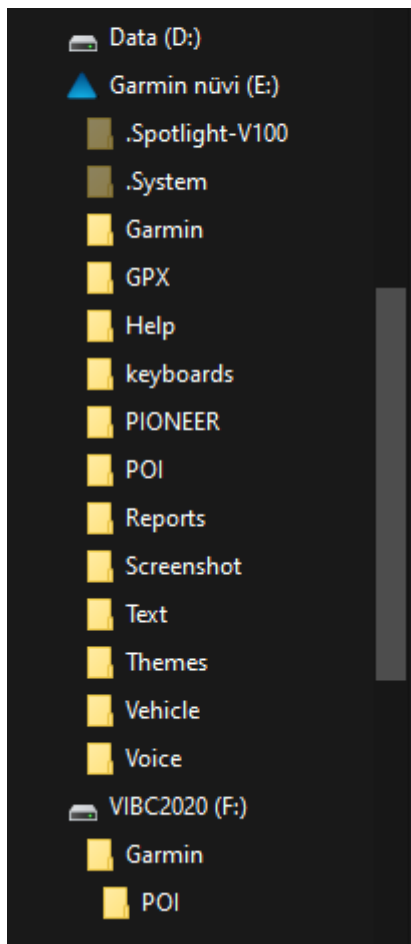 Data (D:)
Garmin nüvi (E:)
.Spotlight-V100
.System
Garmin
GPX
Help
keyboards
PIONEER
POI
Reports
Screenshot
Text
Themes
Vehicle
Voice
VIBC2020 (F:)
Garmin
POI